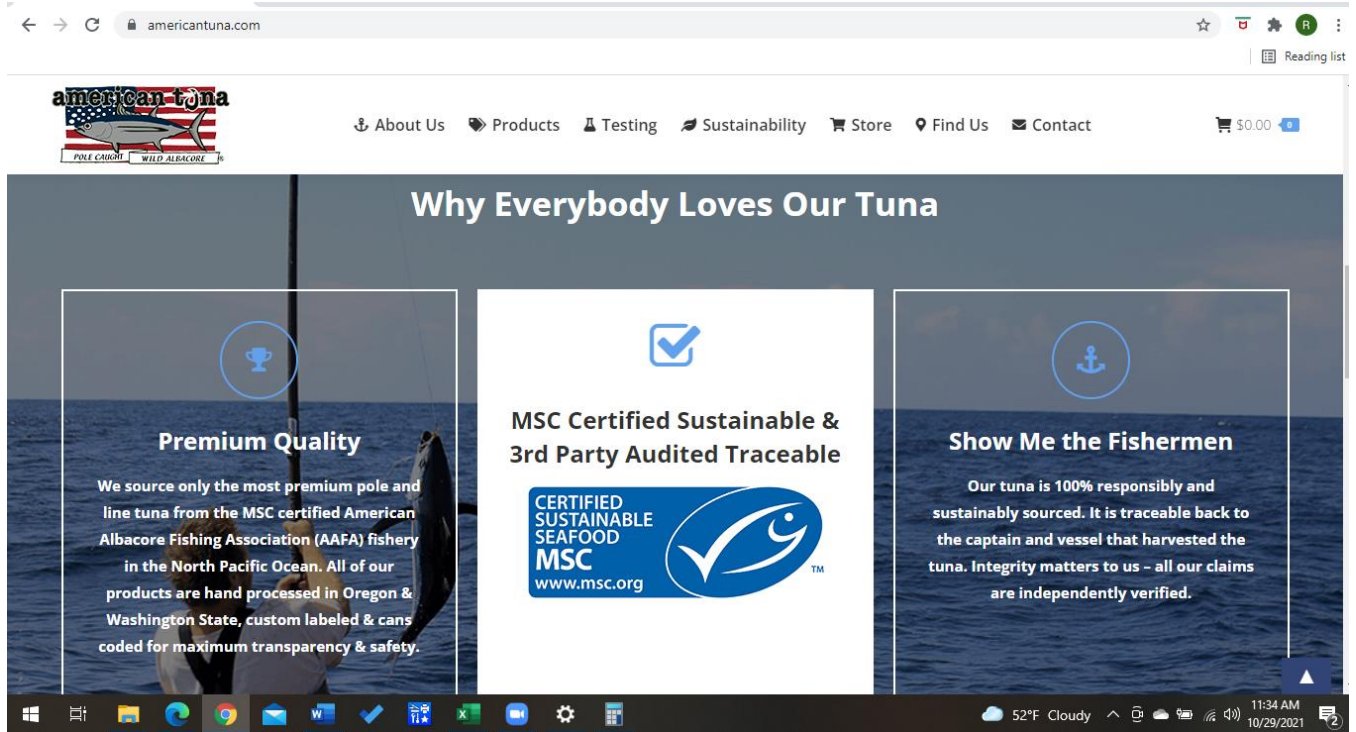 americantuna.com
R
Reading list
american tuna
POLE CAUGHT WILD ALBACORE ®
About Us Products Testing Sustainability Store Find Us Contact $0.00 0
Why Everybody Loves Our Tuna
Premium Quality
We source only the most premium pole and
line tuna from the MSC certified American
Albacore Fishing Association (AAFA) fishery
in the North Pacific Ocean. All of our
products are hand processed in Oregon &
Washington State, custom labeled & cans
coded for maximum transparency & safety.
MSC Certified Sustainable &
3rd Party Audited Traceable
CERTIFIED
SUSTAINABLE
SEAFOOD
MSC
www.msc.org
TM
Show Me the Fishermen
Our tuna is 100% responsibly and
sustainably sourced. It is traceable back to
the captain and vessel that harvested the
tuna. Integrity matters to us – all our claims
are independently verified.
52°F Cloudy
11:34 AM
10/29/2021
2